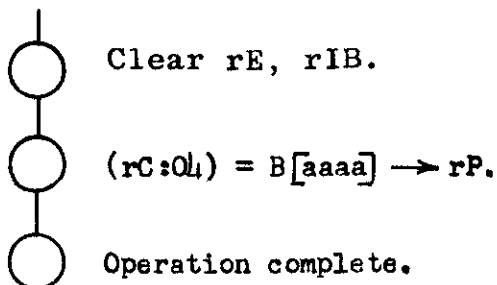 Clear rE, rIB.
(rC:04) = B[aaaa] → rP.
Operation complete.